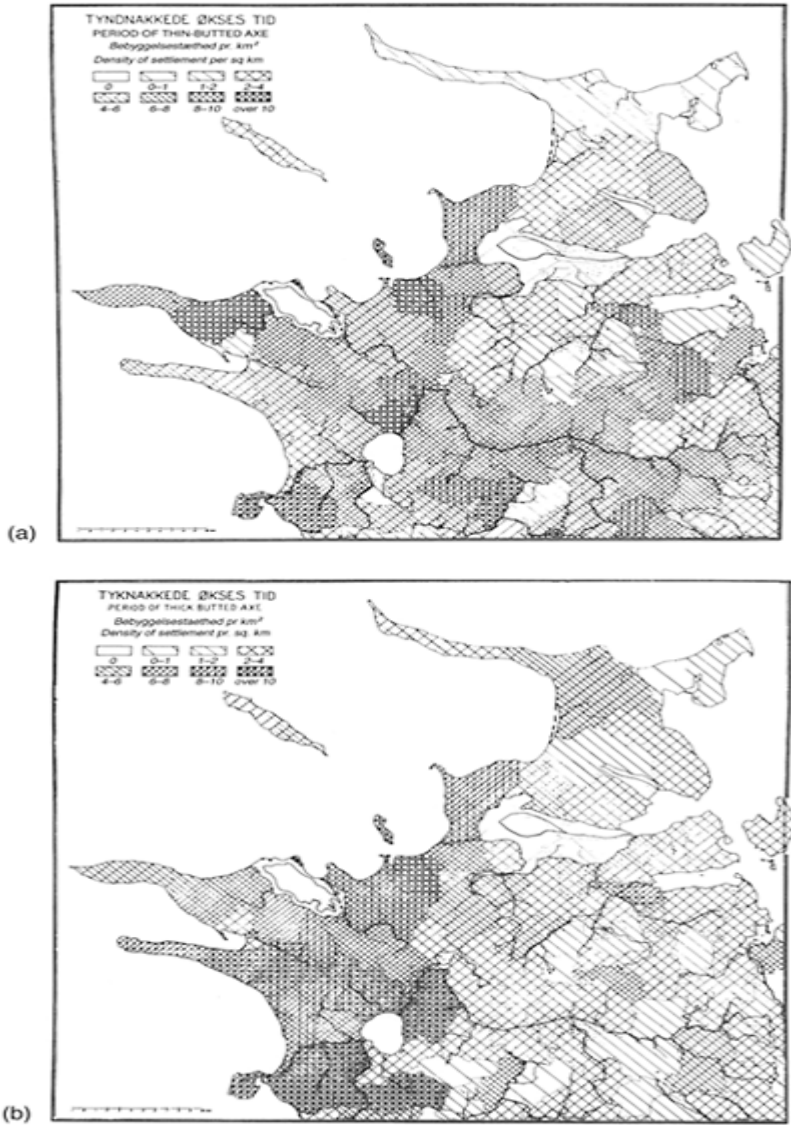 TYNDNAKKEDE ØKSES TID
PERIOD OF THIN-BUTTED AXE
Bebyggelsestæthed pr. km²
Density of settlement per sq km
0 0–1 1–2 2–4
4–6 6–8 8–10 over 10
(a)
TYKNAKKEDE ØKSES TID
PERIOD OF THICK BUTTED AXE
Bebyggelsestaethed pr km²
Density of settlement pr. sq. km
0 0–1 1–2 2–4
4–6 6–8 8–10 over 10
(b)